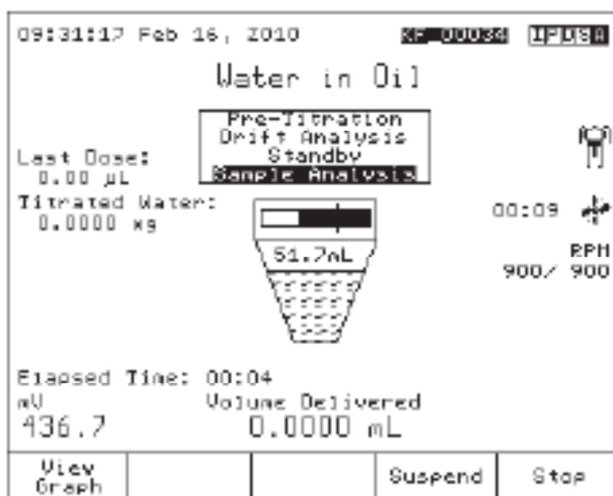 09:31:17 Feb 16, 2010 KF_00034 IPDSA
Water in Oil
Pre-Titration
Drift Analysis
Standby
Sample Analysis
Last Dose:
0.00 µL
Titrated Water:
0.0000 mg
00:09
51.7mL
RPM
900/ 900
Elapsed Time: 00:04
mV
Volume Delivered
436.7
0.0000 mL
View Graph
Suspend
Stop